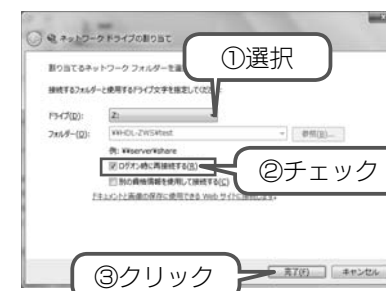 ネットワーク ドライブの割り当て
①選択
割り当てるネットワーク フォルダーを選
接続するフォルダーと使用するドライブ文字を指定してください
ドライブ(D):
Z:
フォルダー(O):
¥¥HDL-ZWS¥test
参照(B)...
例: ¥¥server¥share
ログオン時に再接続する(R)
②チェック
別の資格情報を使用して接続する(C)
ドキュメントと画像の保存に使用できる Web サイトに接続します。
③クリック
完了(F)
キャンセル